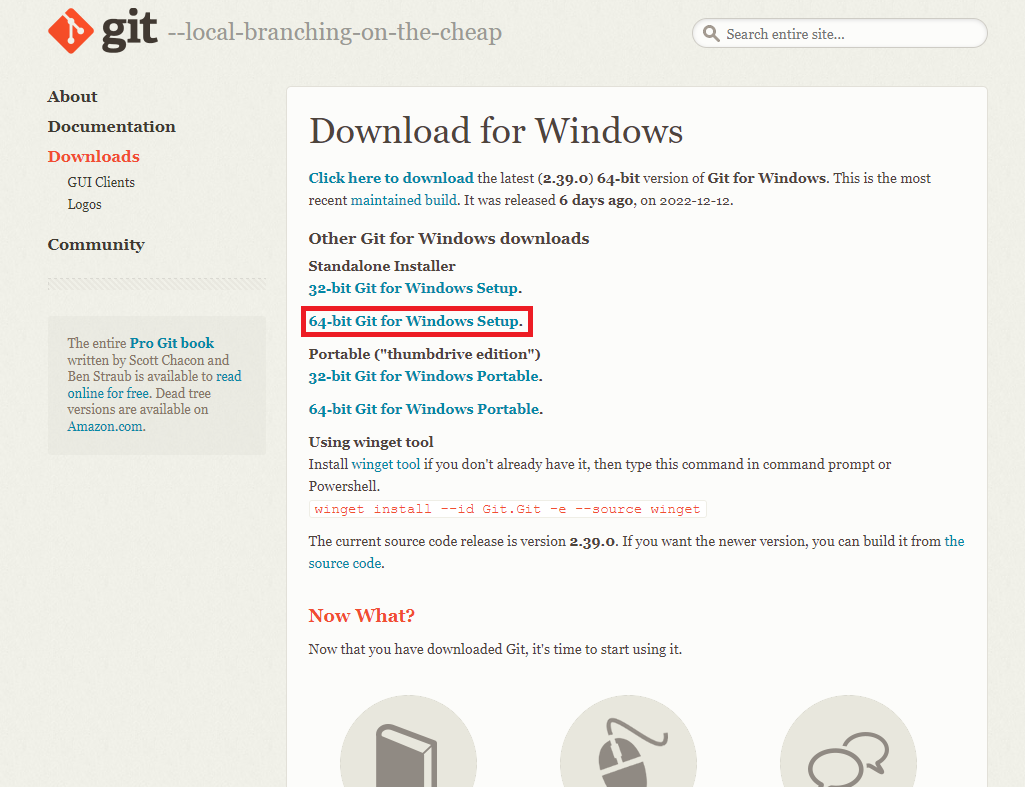 git --local-branching-on-the-cheap
Search entire site...
About
Documentation
Downloads
GUI Clients
Logos
Community
The entire Pro Git book
written by Scott Chacon and
Ben Straub is available to read
online for free. Dead tree
versions are available on
Amazon.com.
Download for Windows
Click here to download the latest (2.39.0) 64-bit version of Git for Windows. This is the most
recent maintained build. It was released 6 days ago, on 2022-12-12.
Other Git for Windows downloads
Standalone Installer
32-bit Git for Windows Setup.
64-bit Git for Windows Setup.
Portable ("thumbdrive edition")
32-bit Git for Windows Portable.
64-bit Git for Windows Portable.
Using winget tool
Install winget tool if you don't already have it, then type this command in command prompt or
Powershell.
winget install --id Git.Git -e --source winget
The current source code release is version 2.39.0. If you want the newer version, you can build it from the
source code.
Now What?
Now that you have downloaded Git, it's time to start using it.